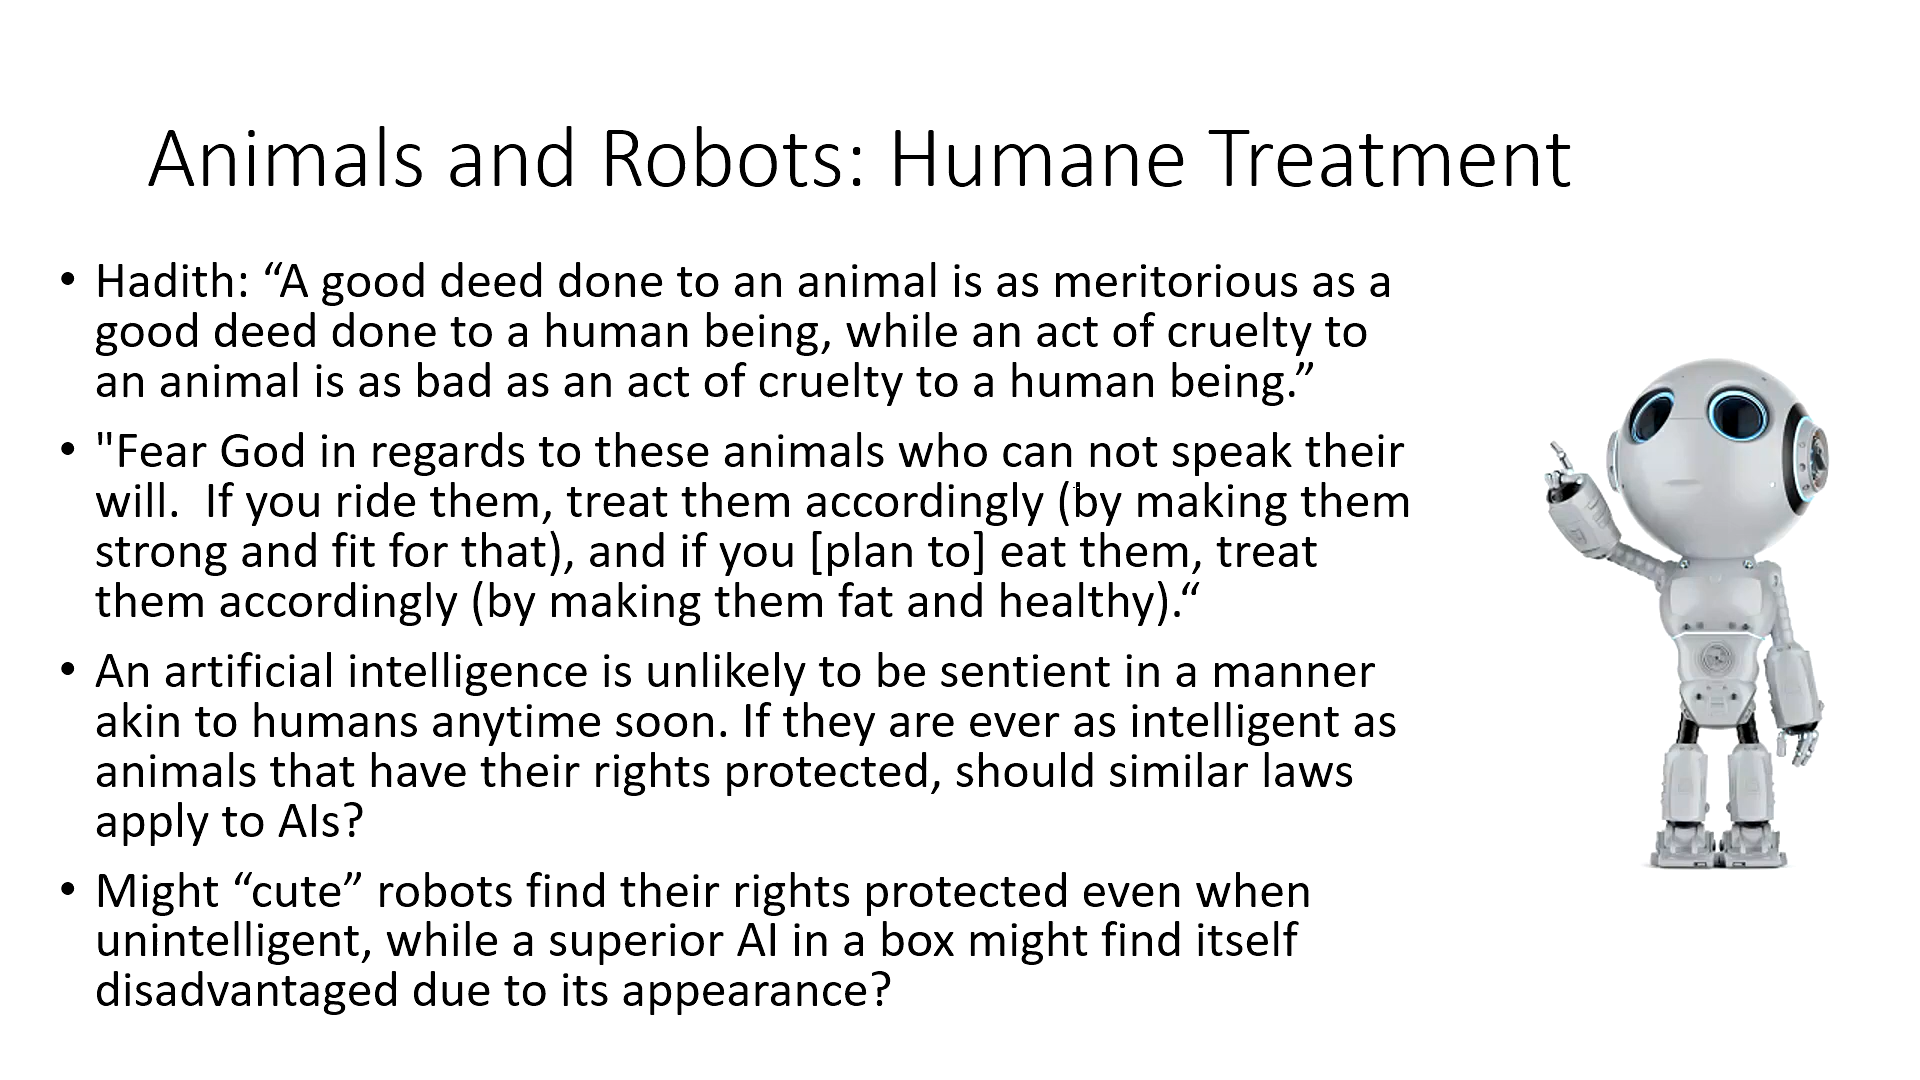 Animals and Robots: Humane Treatment
• Hadith: “A good deed done to an animal is as meritorious as a
good deed done to a human being, while an act of cruelty to
an animal is as bad as an act of cruelty to a human being.”
• "Fear God in regards to these animals who can not speak their
will.  If you ride them, treat them accordingly (by making them
strong and fit for that), and if you [plan to] eat them, treat
them accordingly (by making them fat and healthy).“
• An artificial intelligence is unlikely to be sentient in a manner
akin to humans anytime soon. If they are ever as intelligent as
animals that have their rights protected, should similar laws
apply to AIs?
• Might “cute” robots find their rights protected even when
unintelligent, while a superior AI in a box might find itself
disadvantaged due to its appearance?